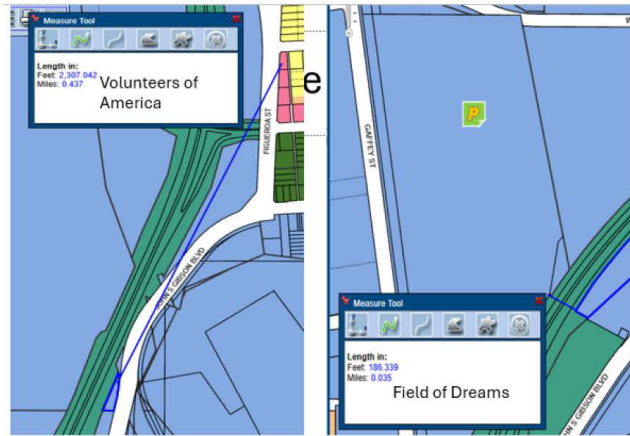 Measure Tool
Length in:
Feet: 2,307.042
Miles: 0.437
Volunteers of
America
e
FIGUEROA ST
JOHN S GIBSON BLVD
GAFFEY ST
P
W
Measure Tool
Length in:
Feet: 186.339
Miles: 0.035
Field of Dreams
N S GIBSON BLVD